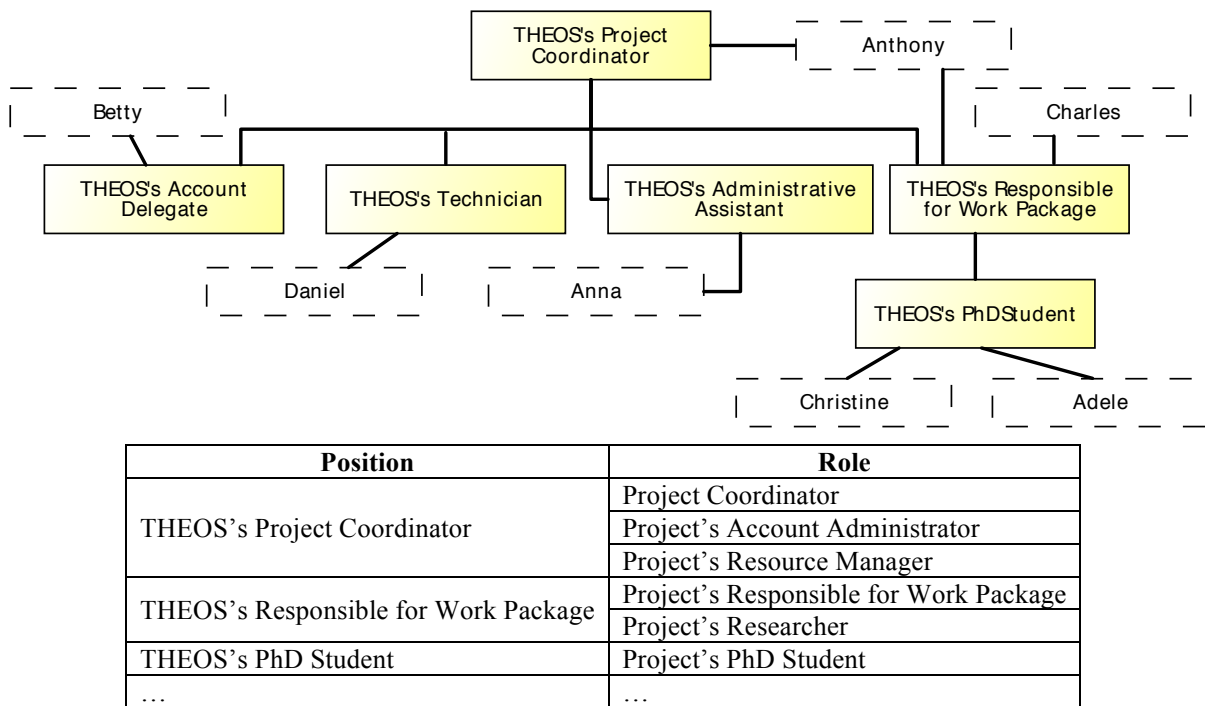 THEOS's Project
Coordinator
Anthony
Betty
Charles
THEOS's Account
Delegate
THEOS's Technician
THEOS's Administrative
Assistant
THEOS's Responsible
for Work Package
Daniel
Anna
THEOS's PhDStudent
Christine
Adele
Position Role
THEOS’s Project Coordinator
Project Coordinator
Project’s Account Administrator
Project’s Resource Manager
THEOS’s Responsible for Work Package
Project’s Responsible for Work Package
Project’s Researcher
THEOS’s PhD Student Project’s PhD Student
… …